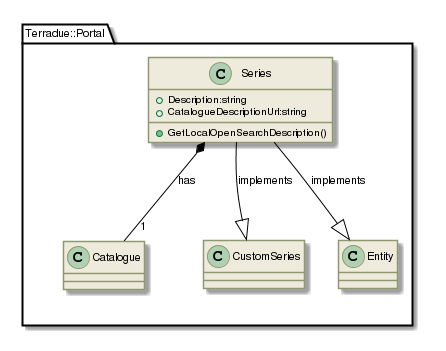 Terradue::Portal
C Series
Description:string
CatalogueDescriptionUrl:string
GetLocalOpenSearchDescription()
has
implements
implements
1
C Catalogue
C CustomSeries
C Entity